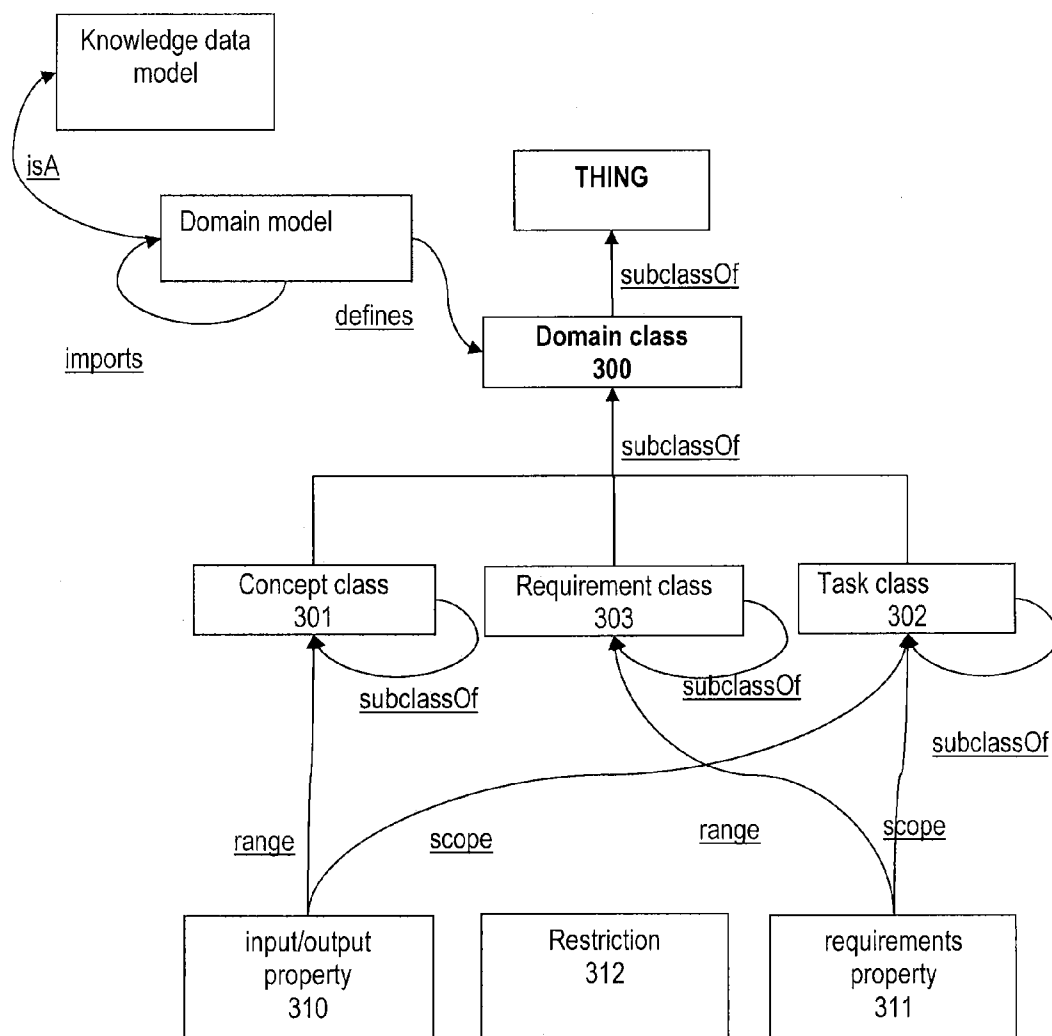 Knowledge data
model
isA
THING
Domain model
subclassOf
defines
Domain class
300
imports
subclassOf
Concept class
301
Requirement class
303
Task class
302
subclassOf
subclassOf
subclassOf
range
scope
range
scope
input/output
property
310
Restriction
312
requirements
property
311